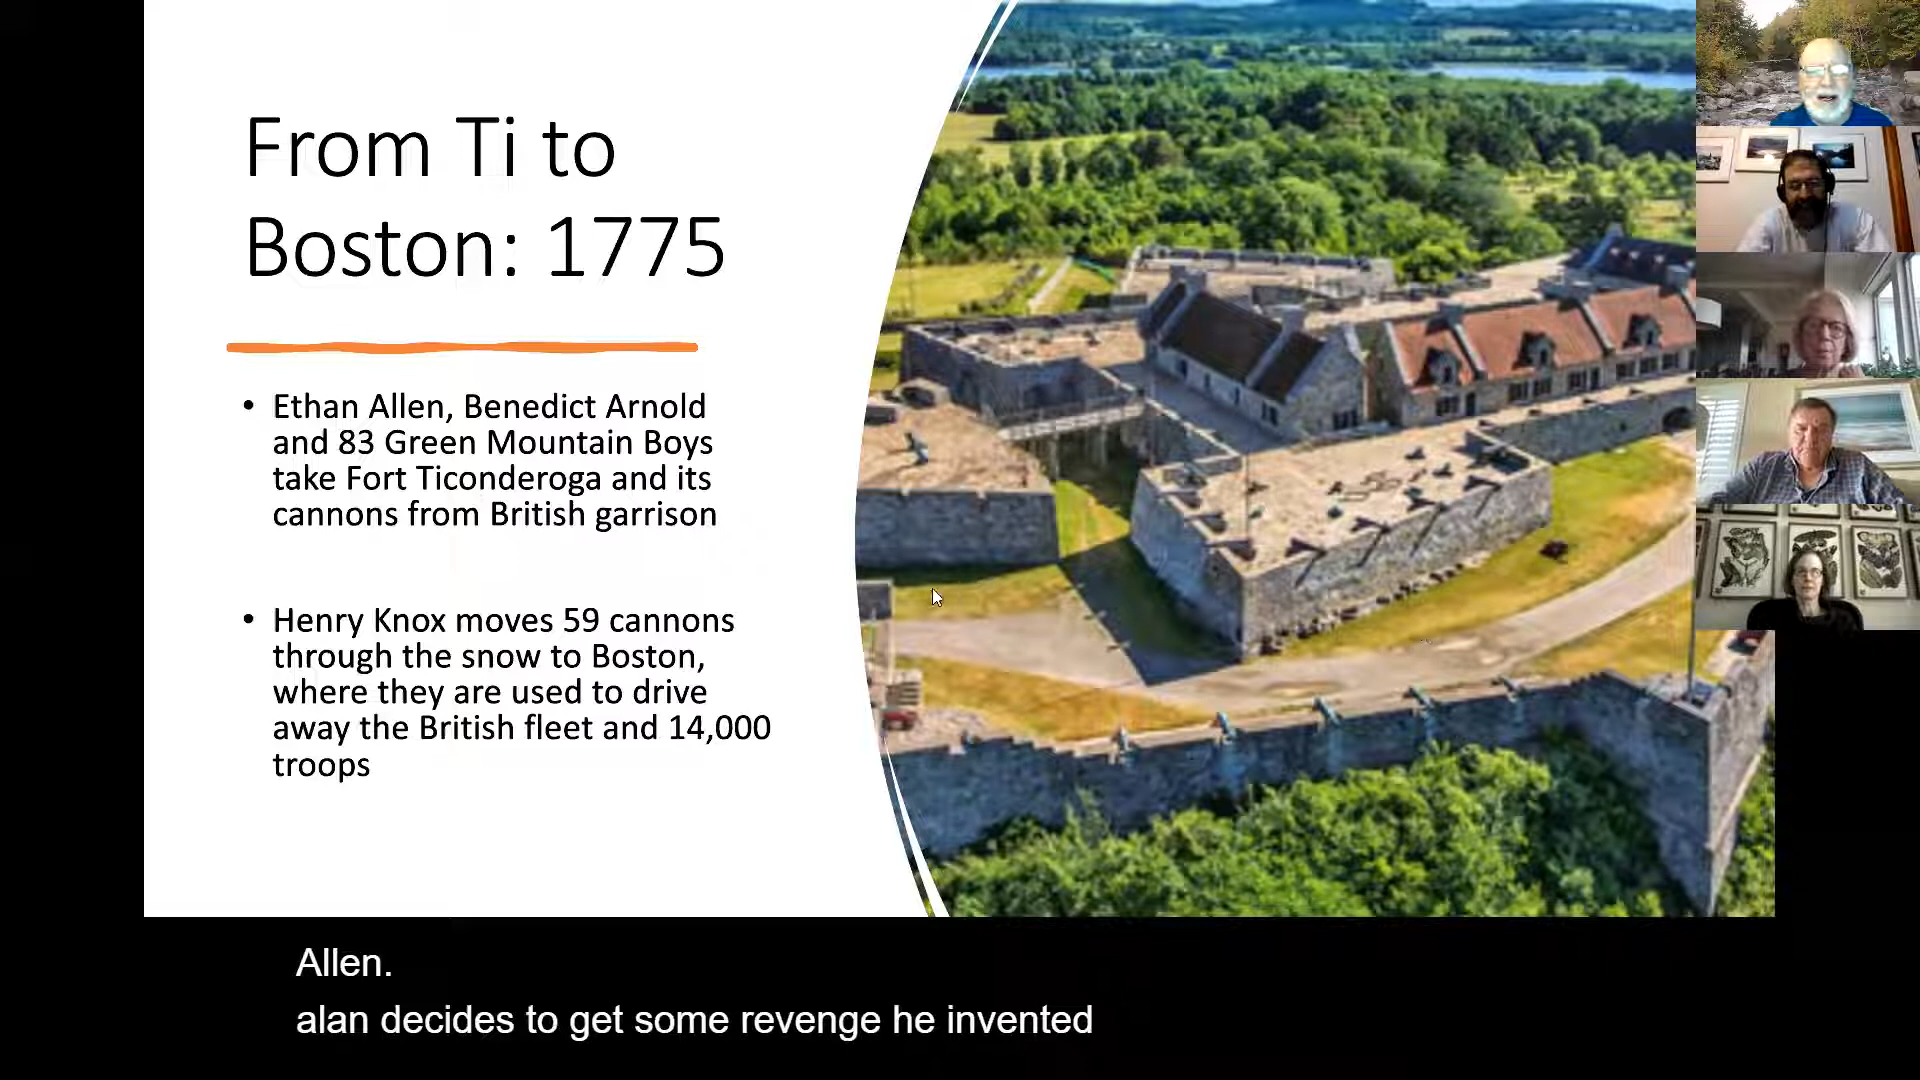 From Ti to
Boston: 1775
• Ethan Allen, Benedict Arnold
and 83 Green Mountain Boys
take Fort Ticonderoga and its
cannons from British garrison
• Henry Knox moves 59 cannons
through the snow to Boston,
where they are used to drive
away the British fleet and 14,000
troops
Allen.
alan decides to get some revenge he invented